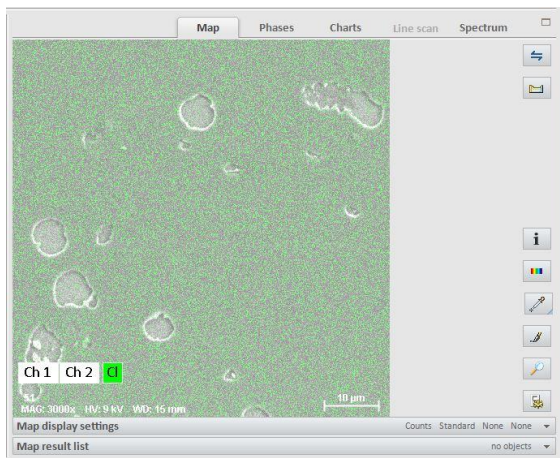 Map Phases Charts Line scan Spectrum
Ch 1 Ch 2 Cl
10 µm
MAG: 3000x HV: 9 kV WD: 15 mm
Map display settings Counts Standard None None
Map result list no objects